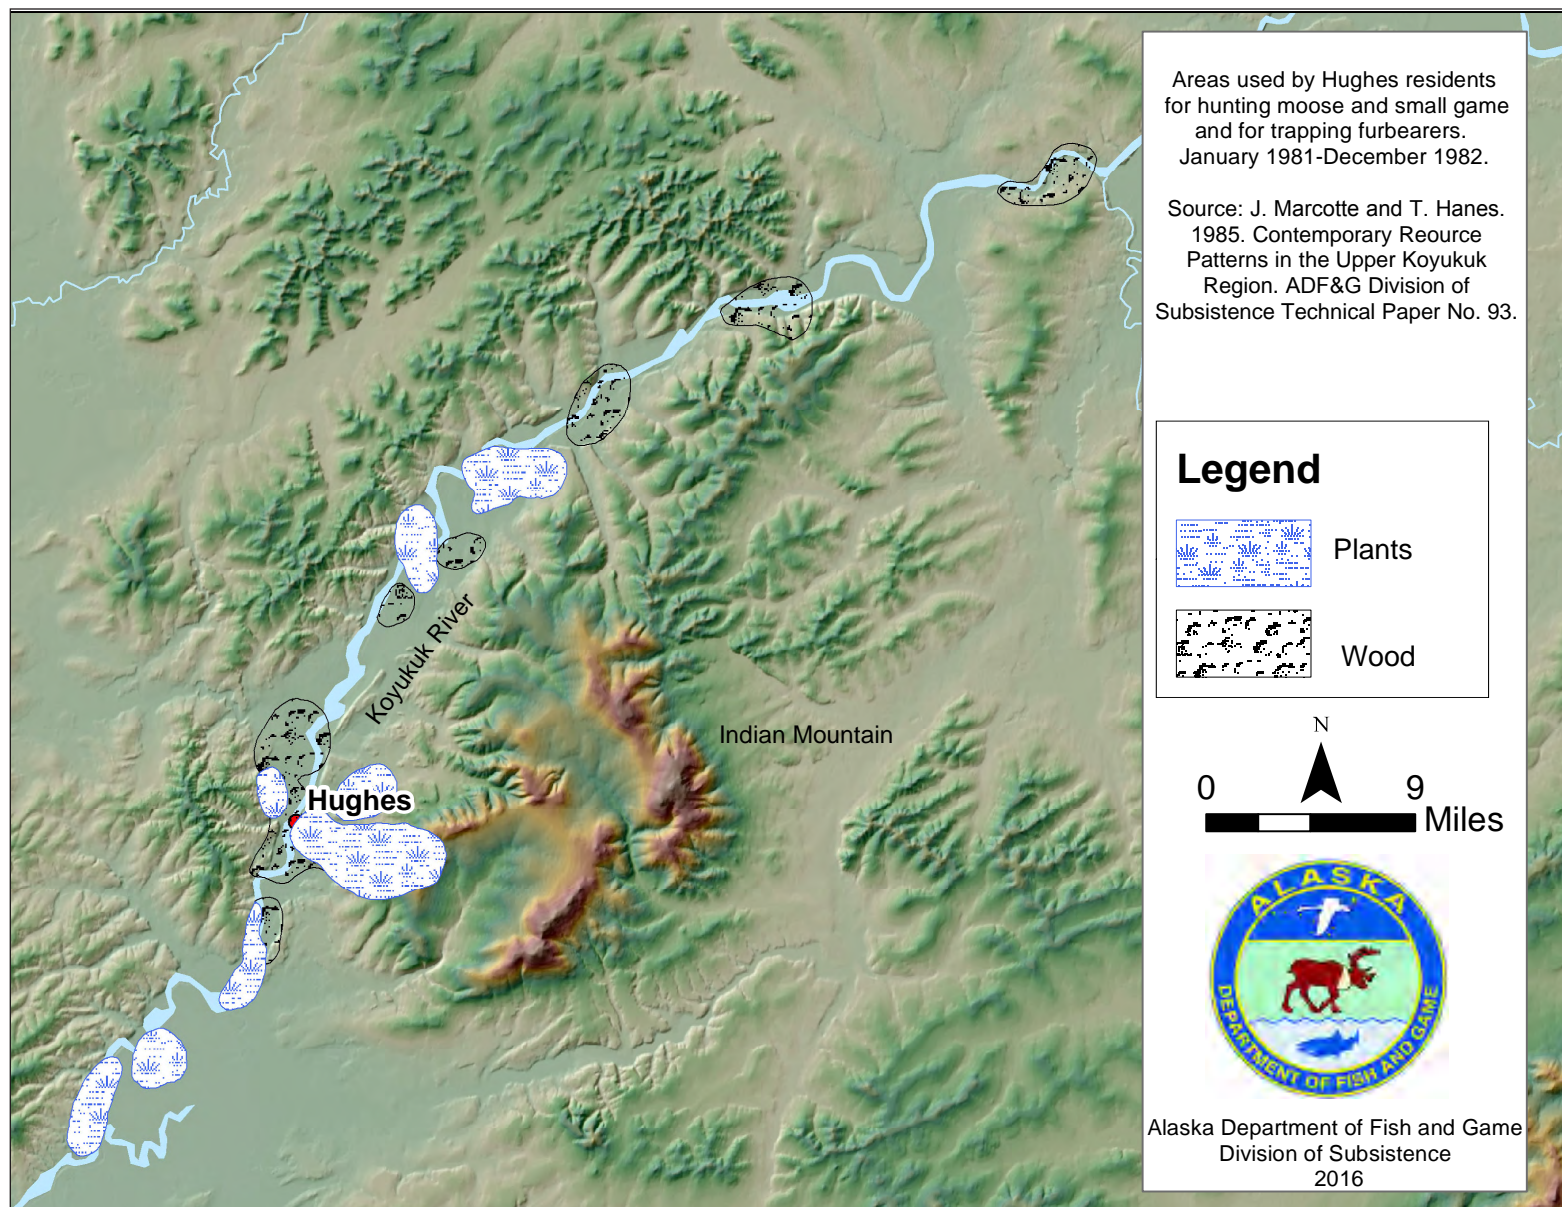 Areas used by Hughes residents
for hunting moose and small game
and for trapping furbearers.
January 1981-December 1982.
Source: J. Marcotte and T. Hanes.
1985. Contemporary Reource
Patterns in the Upper Koyukuk
Region. ADF&G Division of
Subsistence Technical Paper No. 93.
Legend
Plants
Wood
Koyukuk River
Indian Mountain
Hughes
N
0 9
Miles
ALASKA
DEPARTMENT OF FISH AND GAME
Alaska Department of Fish and Game
Division of Subsistence
2016